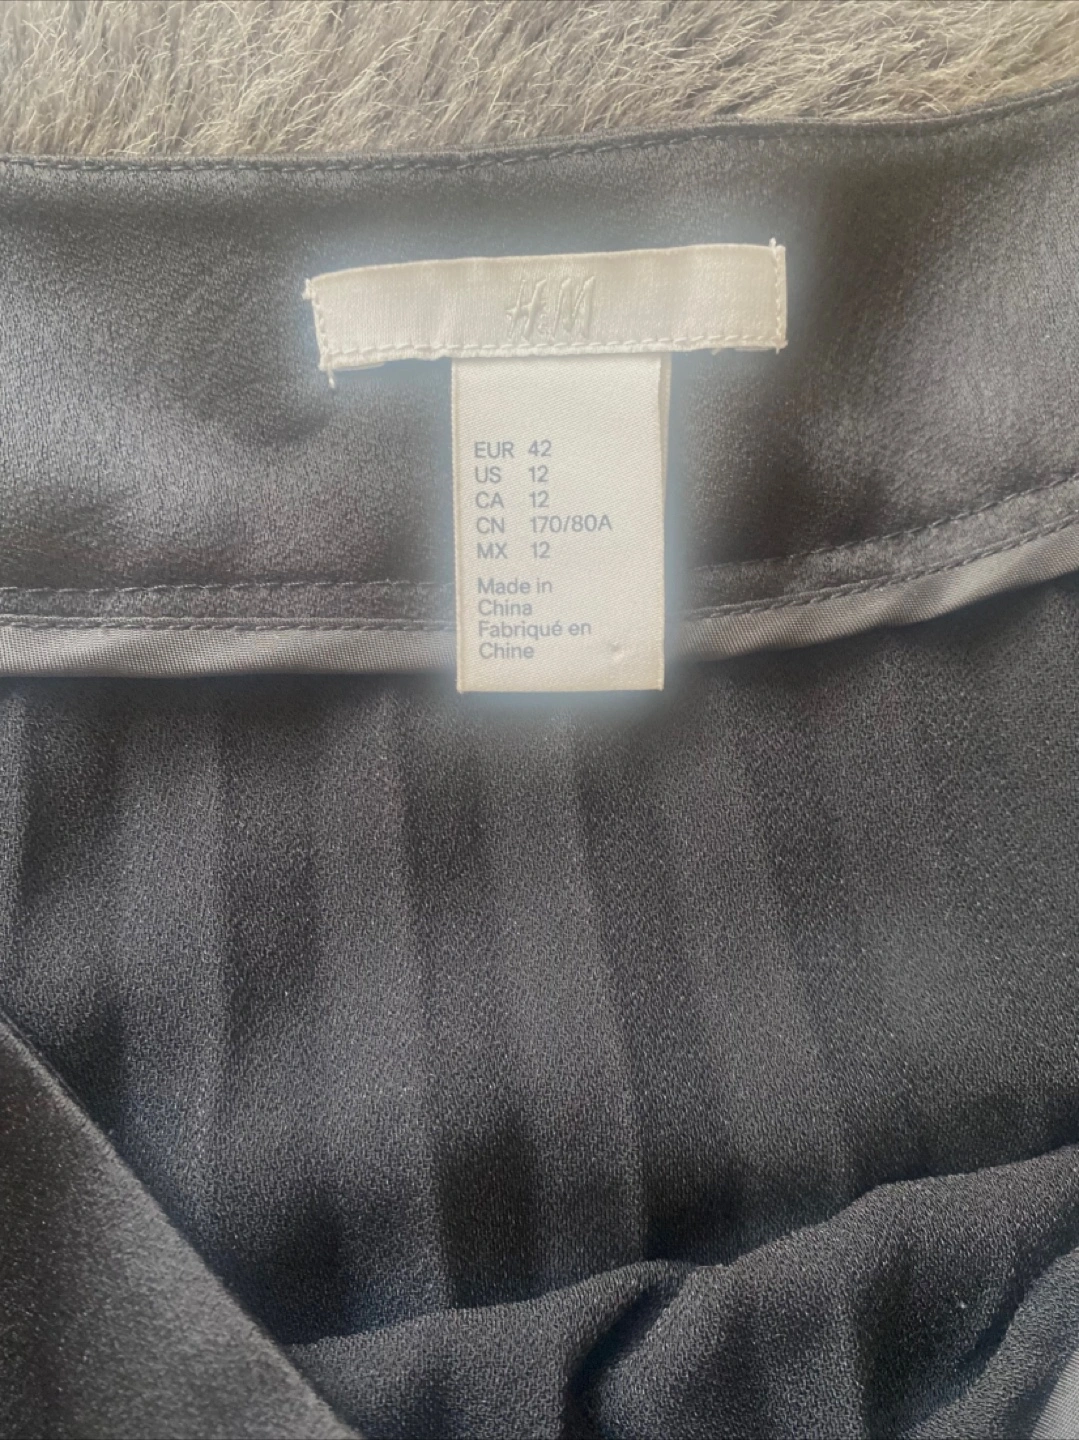 H&M
EUR 42
US 12
CA 12
CN 170/80A
MX 12
Made in
China
Fabriqué en
Chine